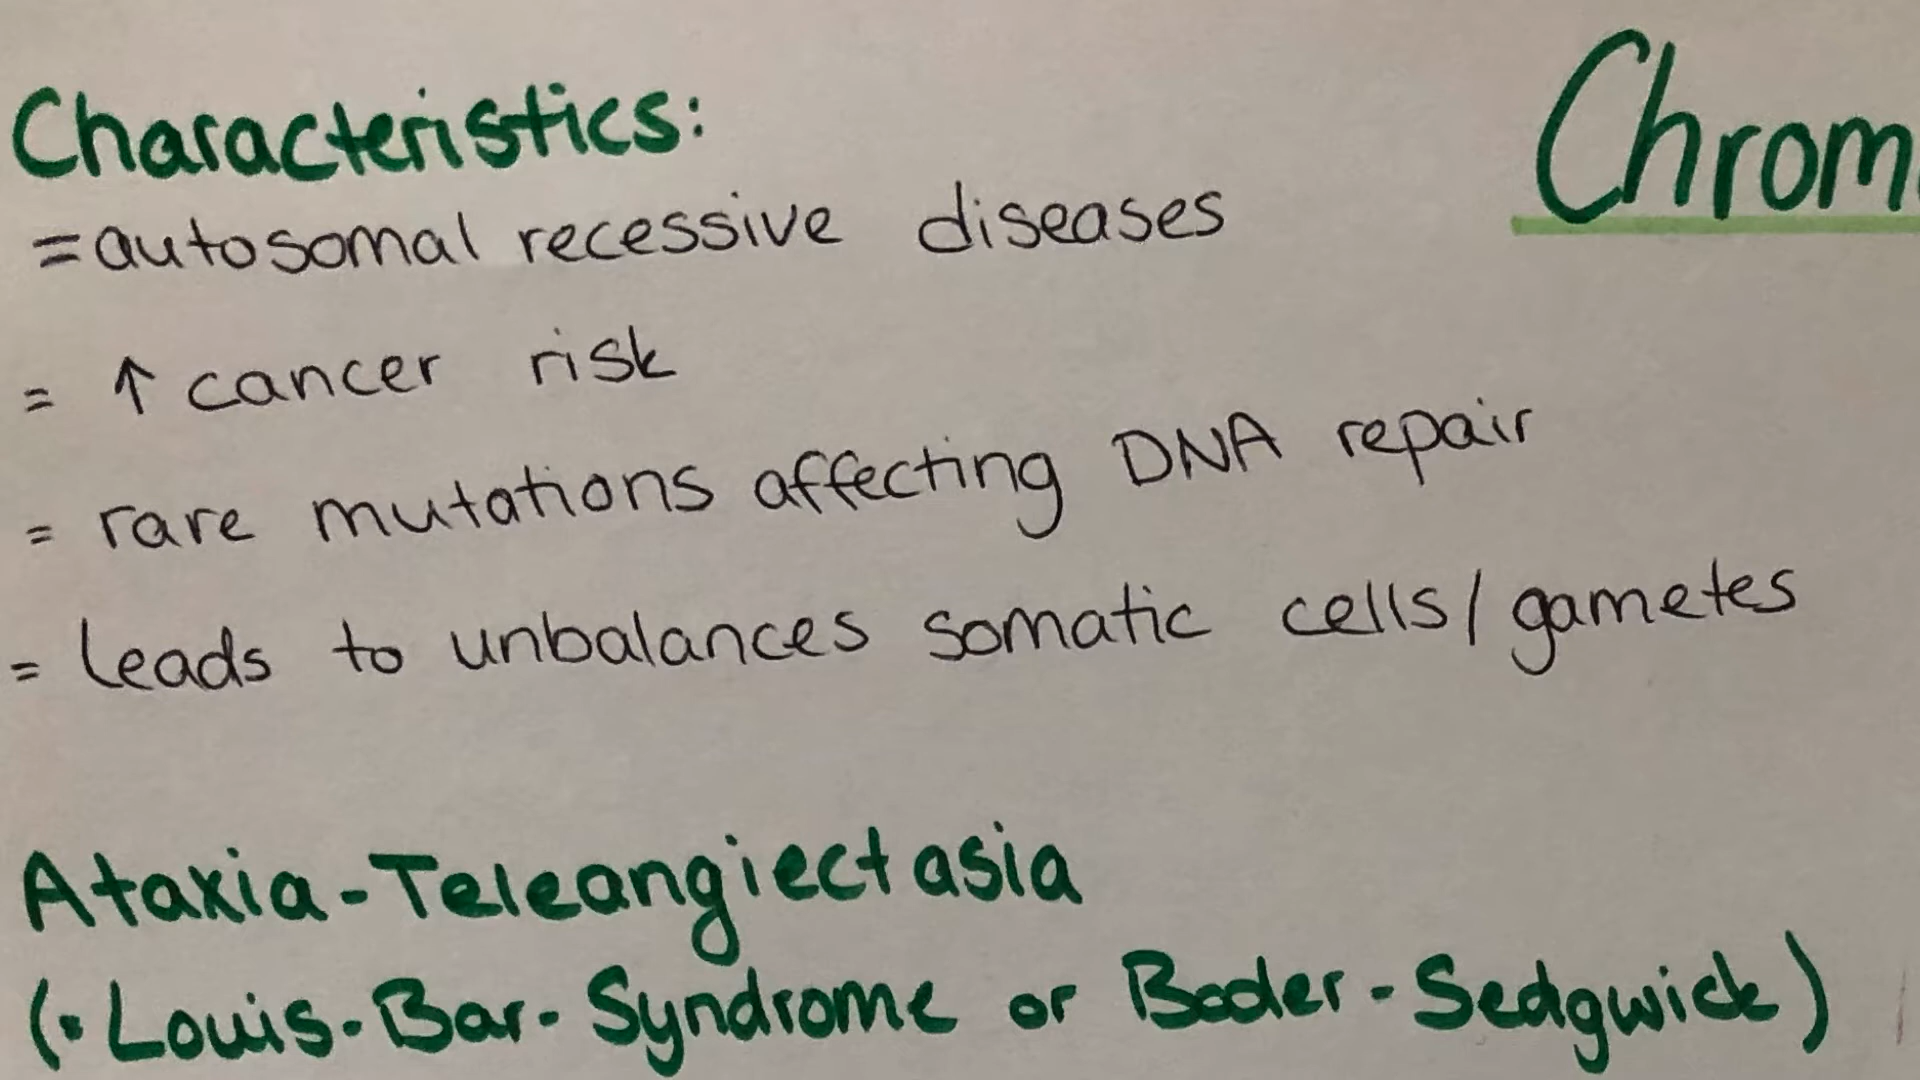 Chrom
Characteristics:
= autosomal recessive diseases
= ↑ cancer risk
= rare mutations affecting DNA repair
= leads to unbalances somatic cells/gametes
Ataxia-Teleangiectasia
(• Louis-Bar-Syndrome or Boder-Sedgwick)